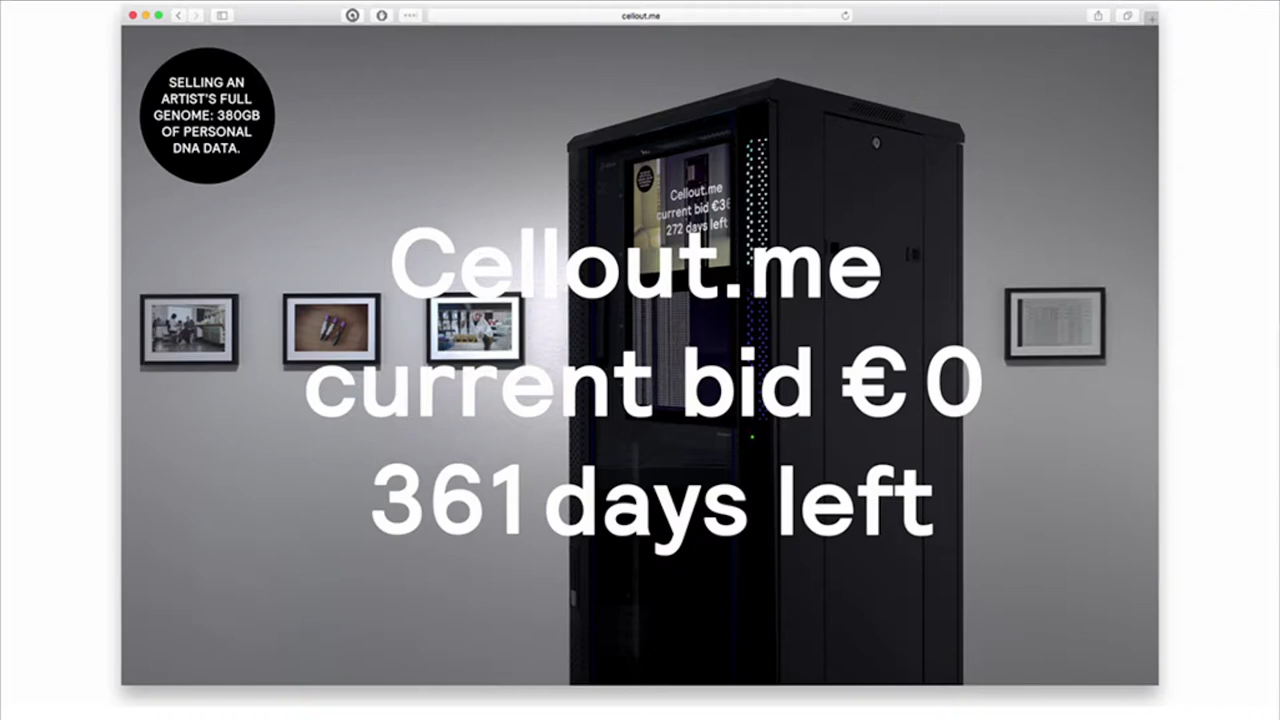 cellout.me
SELLING AN
ARTIST'S FULL
GENOME: 380GB
OF PERSONAL
DNA DATA.
Cellout.me
current bid €36
272 days left
Cellout.me
current bid € 0
361 days left